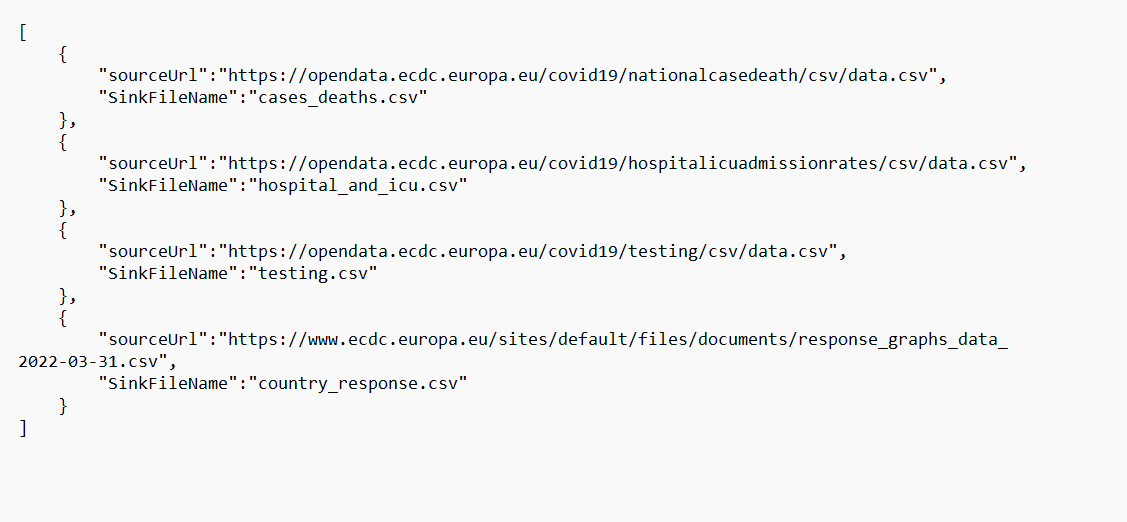 [
    {
        "sourceUrl":"https://opendata.ecdc.europa.eu/covid19/nationalcasedeath/csv/data.csv",
        "SinkFileName":"cases_deaths.csv"
    },
    {
        "sourceUrl":"https://opendata.ecdc.europa.eu/covid19/hospitalicuadmissionrates/csv/data.csv",
        "SinkFileName":"hospital_and_icu.csv"
    },
    {
        "sourceUrl":"https://opendata.ecdc.europa.eu/covid19/testing/csv/data.csv",
        "SinkFileName":"testing.csv"
    },
    {
        "sourceUrl":"https://www.ecdc.europa.eu/sites/default/files/documents/response_graphs_data_
2022-03-31.csv",
        "SinkFileName":"country_response.csv"
    }
]